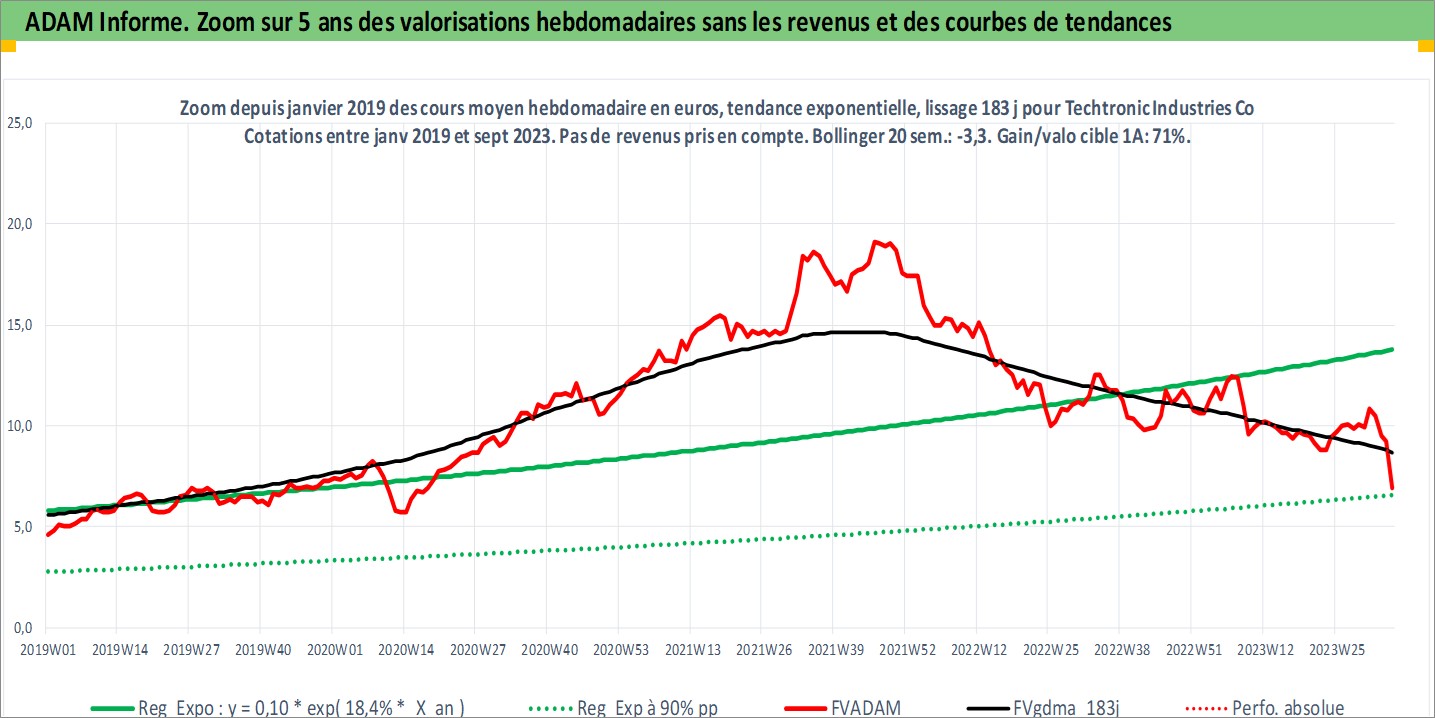 ADAM Informe. Zoom sur 5 ans des valorisations hebdomadaires sans les revenus et des courbes de tendances
Zoom depuis janvier 2019 des cours moyen hebdomadaire en euros, tendance exponentielle, lissage 183 j pour Techtronic Industries Co
Cotations entre janv 2019 et sept 2023. Pas de revenus pris en compte. Bollinger 20 sem.: -3,3. Gain/valo cible 1A: 71%.
25,0
20,0
15,0
10,0
5,0
0,0
2019W01 2019W14 2019W27 2019W40 2020W01 2020W14 2020W27 2020W40 2020W53 2021W13 2021W26 2021W39 2021W52 2022W12 2022W25 2022W38 2022W51 2023W12 2023W25
Reg Expo : y = 0,10 * exp( 18,4% * X an ) Reg Exp à 90% pp FVADAM FVgdma 183j Perfo. absolue